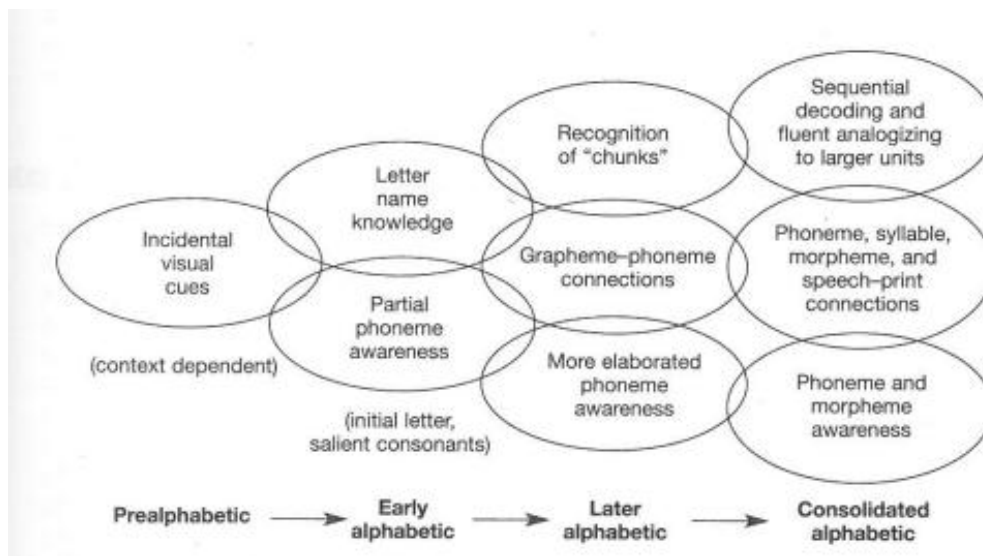 Incidental
visual
cues
(context dependent)
Letter
name
knowledge
Partial
phoneme
awareness
(initial letter,
salient consonants)
Recognition
of "chunks"
Grapheme–phoneme
connections
More elaborated
phoneme
awareness
Sequential
decoding and
fluent analogizing
to larger units
Phoneme, syllable,
morpheme, and
speech–print
connections
Phoneme and
morpheme
awareness
Prealphabetic
Early
alphabetic
Later
alphabetic
Consolidated
alphabetic